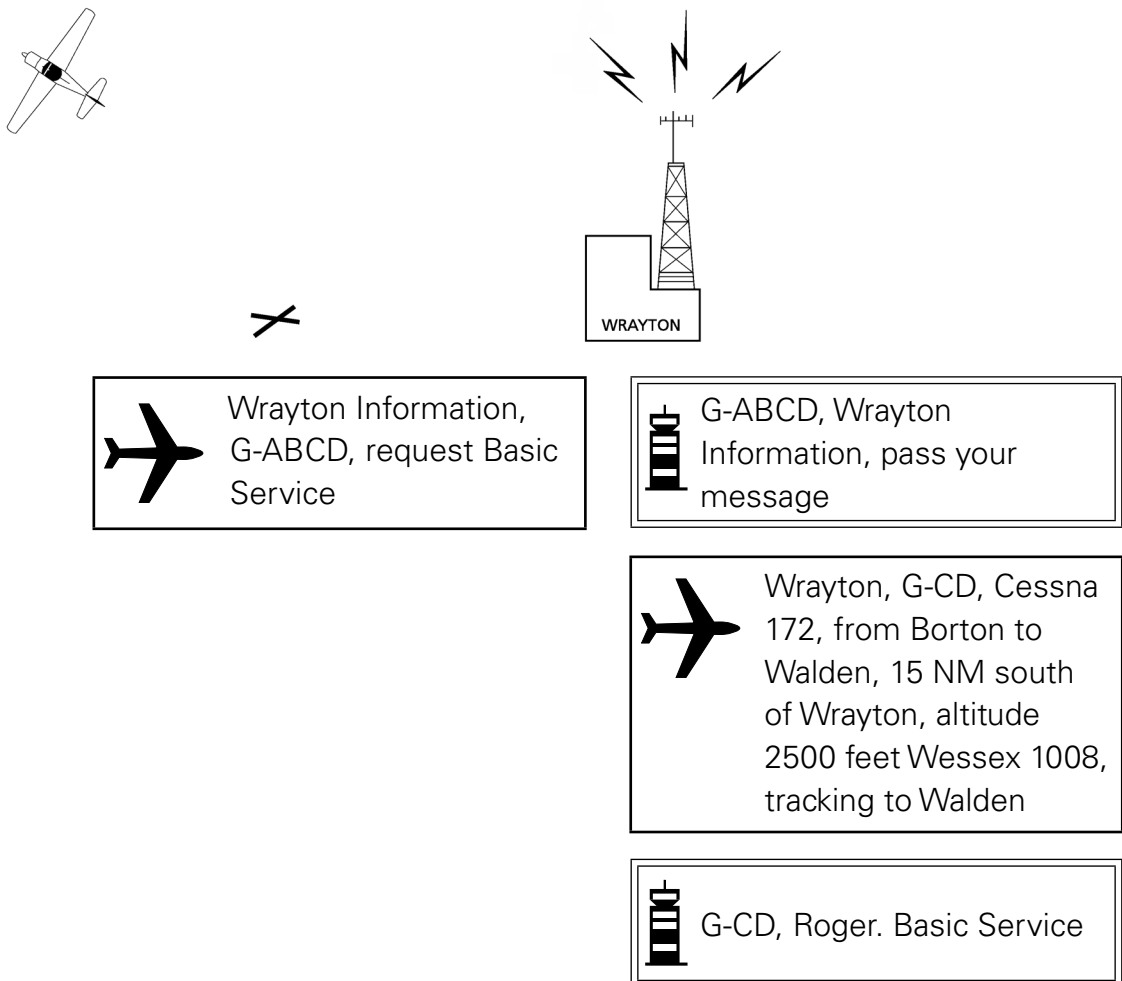 WRAYTON
Wrayton Information,
G-ABCD, request Basic
Service
G-ABCD, Wrayton
Information, pass your
message
Wrayton, G-CD, Cessna
172, from Borton to
Walden, 15 NM south
of Wrayton, altitude
2500 feet Wessex 1008,
tracking to Walden
G-CD, Roger. Basic Service